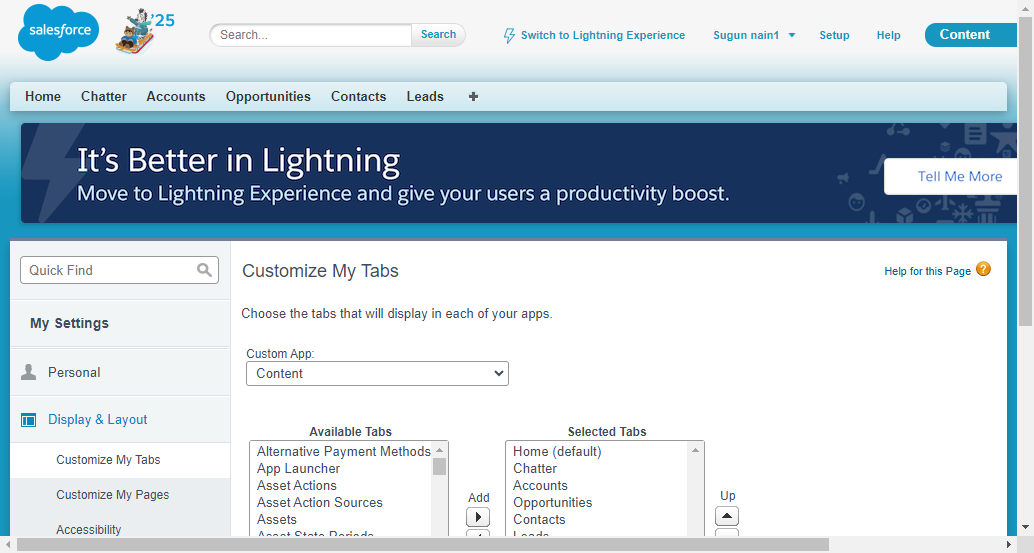 salesforce
'25
Search...
Search
Switch to Lightning Experience
Sugun nain1
Setup
Help
Content
Home
Chatter
Accounts
Opportunities
Contacts
Leads
+
It's Better in Lightning
Move to Lightning Experience and give your users a productivity boost.
Tell Me More
Quick Find
My Settings
Personal
Display & Layout
Customize My Tabs
Customize My Pages
Accessibility
Customize My Tabs
Help for this Page ?
Choose the tabs that will display in each of your apps.
Custom App:
Content
Available Tabs
Alternative Payment Methods
App Launcher
Asset Actions
Asset Action Sources
Assets
Asset State Periods
Add
Selected Tabs
Home (default)
Chatter
Accounts
Opportunities
Contacts
Leads
Up